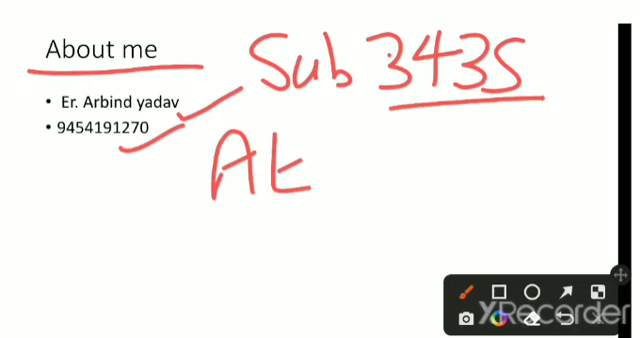 About me
Sub 3435
• Er. Arbind yadav
• 9454191270
AE
XRecorder